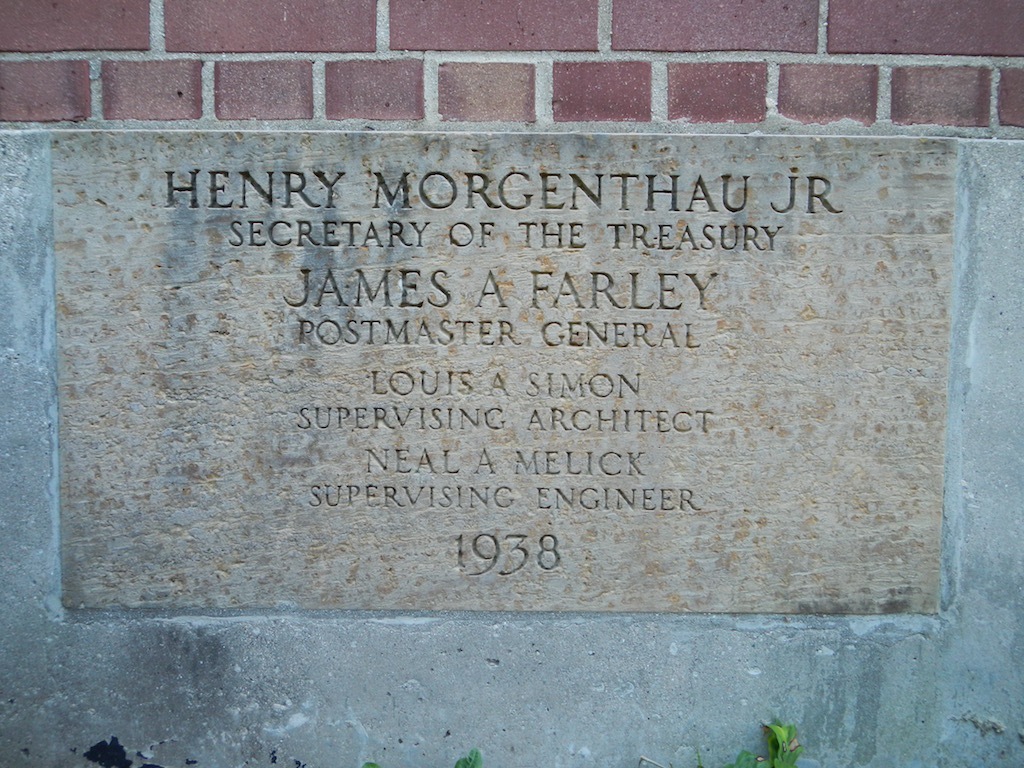 HENRY MORGENTHAU JR
SECRETARY OF THE TREASURY
JAMES A FARLEY
POSTMASTER GENERAL
LOUIS A SIMON
SUPERVISING ARCHITECT
NEAL A MELICK
SUPERVISING ENGINEER
1938